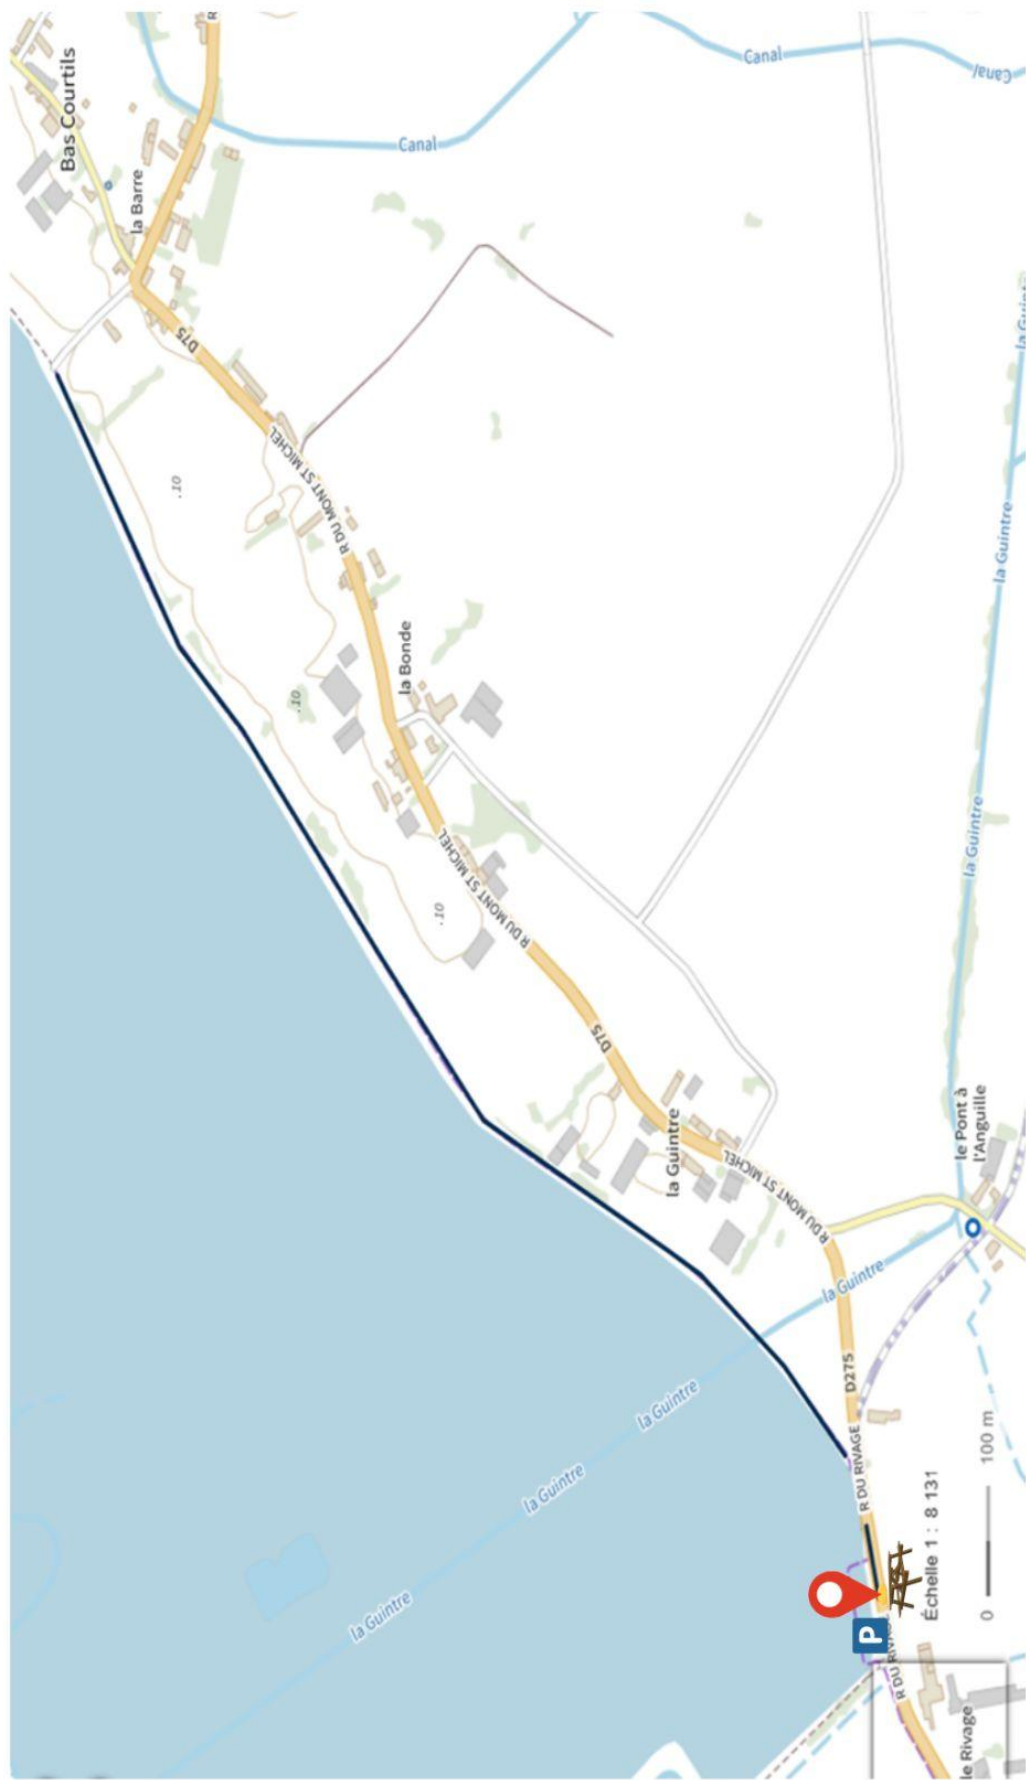 Bas Courtils
la Barre
R
Canal
Canal
Canal
D75
R DU MONT ST MICHEL
.10
.10
.10
la Bonde
R DU MONT ST MICHEL
D75
la Guintre
R DU MONT ST MICHEL
la Guintre
la Guintre
la Guintre
le Pont à
l'Anguille
la Guintre
la Guintre
la Guintre
la Guintre
D275
R DU RIVAGE
P
R DU RIVAGE
le Rivage
Échelle 1 : 8 131
0
100 m